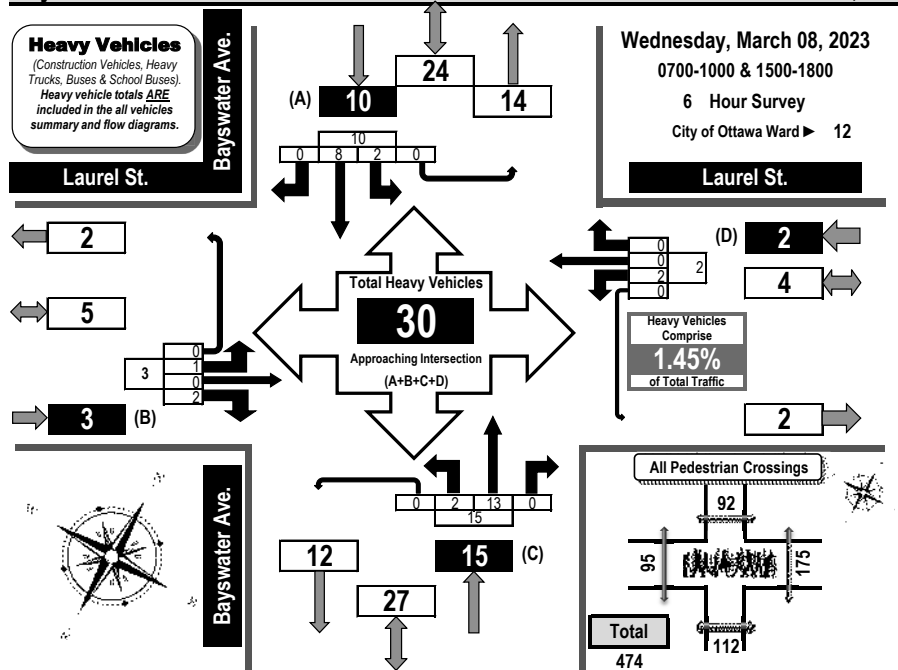 Heavy Vehicles
(Construction Vehicles, Heavy
Trucks, Buses & School Buses).
Heavy vehicle totals ARE
included in the all vehicles
summary and flow diagrams.
Bayswater Ave.
Laurel St.
Wednesday, March 08, 2023
0700-1000 & 1500-1800
6 Hour Survey
City of Ottawa Ward ► 12
Laurel St.
24
(A) 10
14
10
0 8 2 0
2
5
3
0
1
0
2
3 (B)
Total Heavy Vehicles
30
Approaching Intersection
(A+B+C+D)
0
0
2
0
2
(D) 2
4
Heavy Vehicles
Comprise
1.45%
of Total Traffic
2
0 2 13 0
15
12
15 (C)
27
Bayswater Ave.
All Pedestrian Crossings
92
95
175
112
Total
474